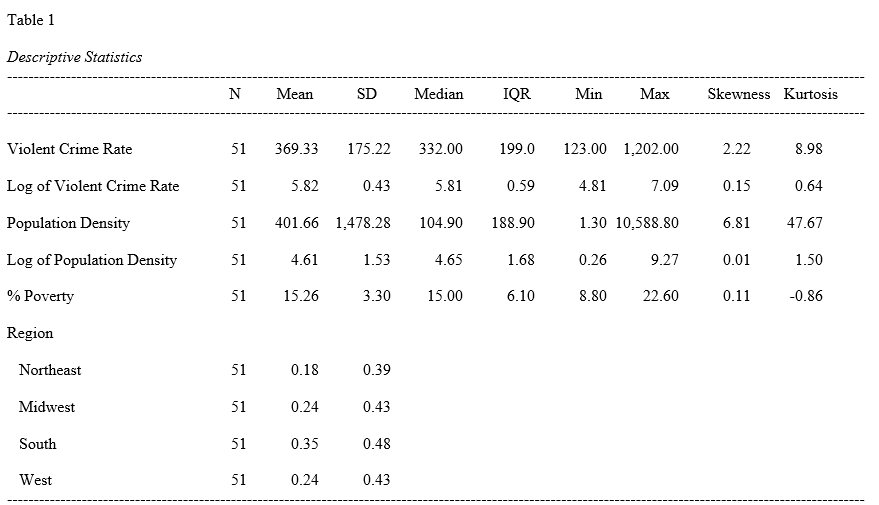 Table 1
Descriptive Statistics
N Mean SD Median IQR Min Max Skewness Kurtosis
Violent Crime Rate 51 369.33 175.22 332.00 199.0 123.00 1,202.00 2.22 8.98
Log of Violent Crime Rate 51 5.82 0.43 5.81 0.59 4.81 7.09 0.15 0.64
Population Density 51 401.66 1,478.28 104.90 188.90 1.30 10,588.80 6.81 47.67
Log of Population Density 51 4.61 1.53 4.65 1.68 0.26 9.27 0.01 1.50
% Poverty 51 15.26 3.30 15.00 6.10 8.80 22.60 0.11 -0.86
Region
Northeast 51 0.18 0.39
Midwest 51 0.24 0.43
South 51 0.35 0.48
West 51 0.24 0.43